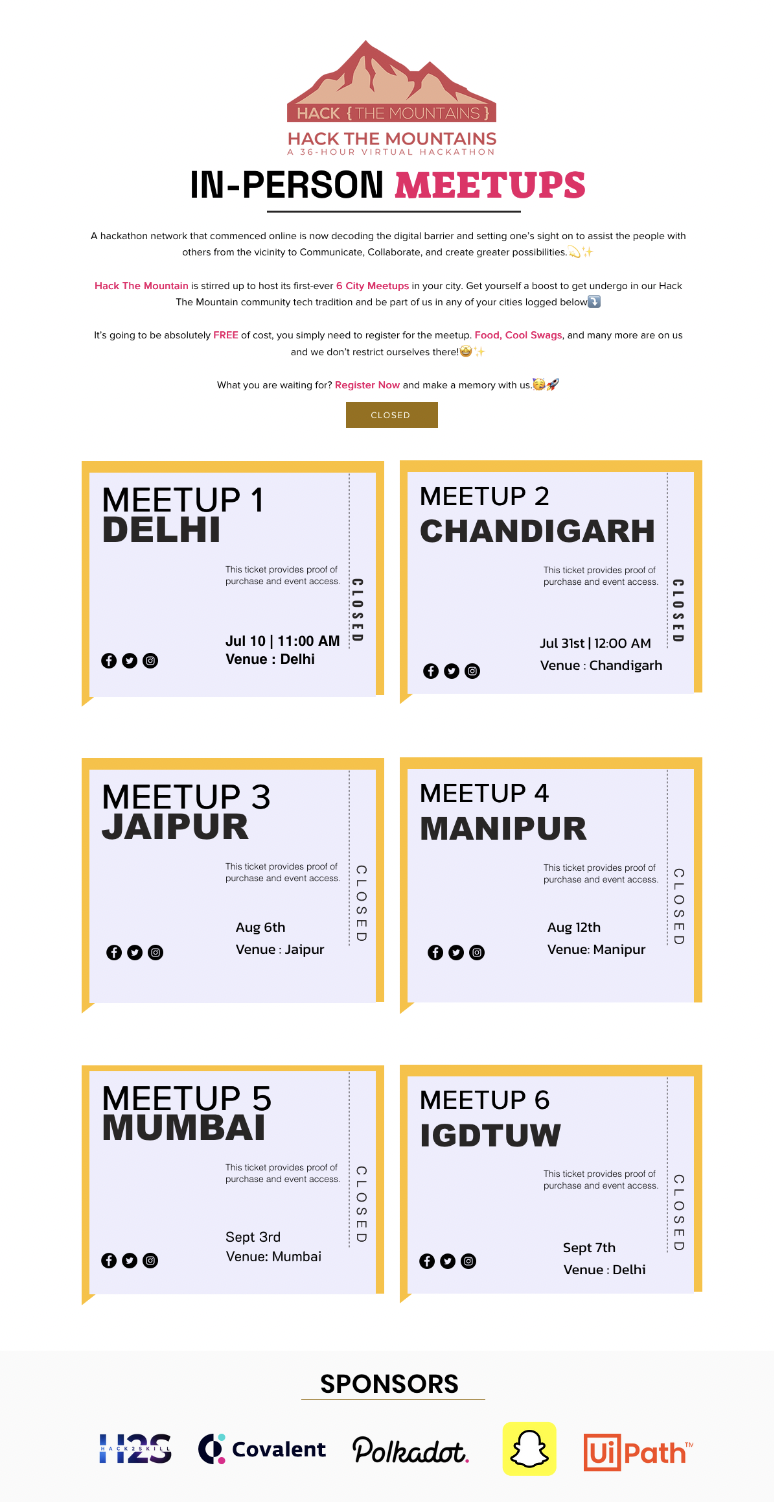 HACK {THE MOUNTAINS}
HACK THE MOUNTAINS
A 36-HOUR VIRTUAL HACKATHON
IN-PERSON MEETUPS
A hackathon network that commenced online is now decoding the digital barrier and setting one's sight on to assist the people with
others from the vicinity to Communicate, Collaborate, and create greater possibilities.💫✨
Hack The Mountain is stirred up to host its first-ever 6 City Meetups in your city. Get yourself a boost to get undergo in our Hack
The Mountain community tech tradition and be part of us in any of your cities logged below⤵️
It's going to be absolutely FREE of cost, you simply need to register for the meetup. Food, Cool Swags, and many more are on us
and we don't restrict ourselves there!🤩✨
What you are waiting for? Register Now and make a memory with us.🥳🚀
CLOSED
MEETUP 1
DELHI
This ticket provides proof of
purchase and event access.
Jul 10 | 11:00 AM
Venue : Delhi
CLOSED
MEETUP 2
CHANDIGARH
This ticket provides proof of
purchase and event access.
Jul 31st | 12:00 AM
Venue : Chandigarh
CLOSED
MEETUP 3
JAIPUR
This ticket provides proof of
purchase and event access.
Aug 6th
Venue : Jaipur
CLOSED
MEETUP 4
MANIPUR
This ticket provides proof of
purchase and event access.
Aug 12th
Venue: Manipur
CLOSED
MEETUP 5
MUMBAI
This ticket provides proof of
purchase and event access.
Sept 3rd
Venue: Mumbai
CLOSED
MEETUP 6
IGDTUW
This ticket provides proof of
purchase and event access.
Sept 7th
Venue : Delhi
CLOSED
SPONSORS
H2S
HACK2SKILL
Covalent
Polkadot.
UiPath™